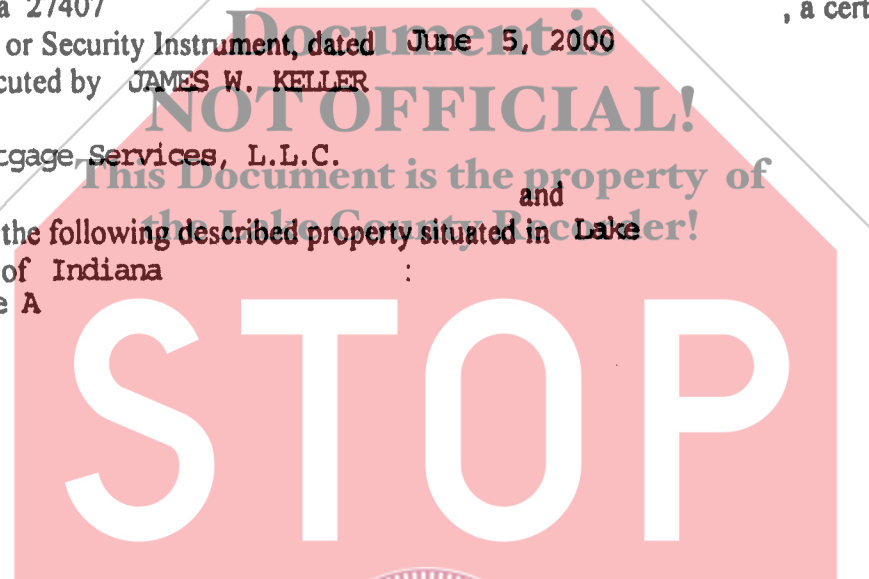 a 27407 , a cert
Document is
or Security Instrument, dated June 5, 2000
cuted by JAMES W. KELLER
NOT OFFICIAL!
tgage Services, L.L.C.
This Document is the property of
and
the Lake County Recorder!
the following described property situated in Lake
of Indiana :
e A
STOP